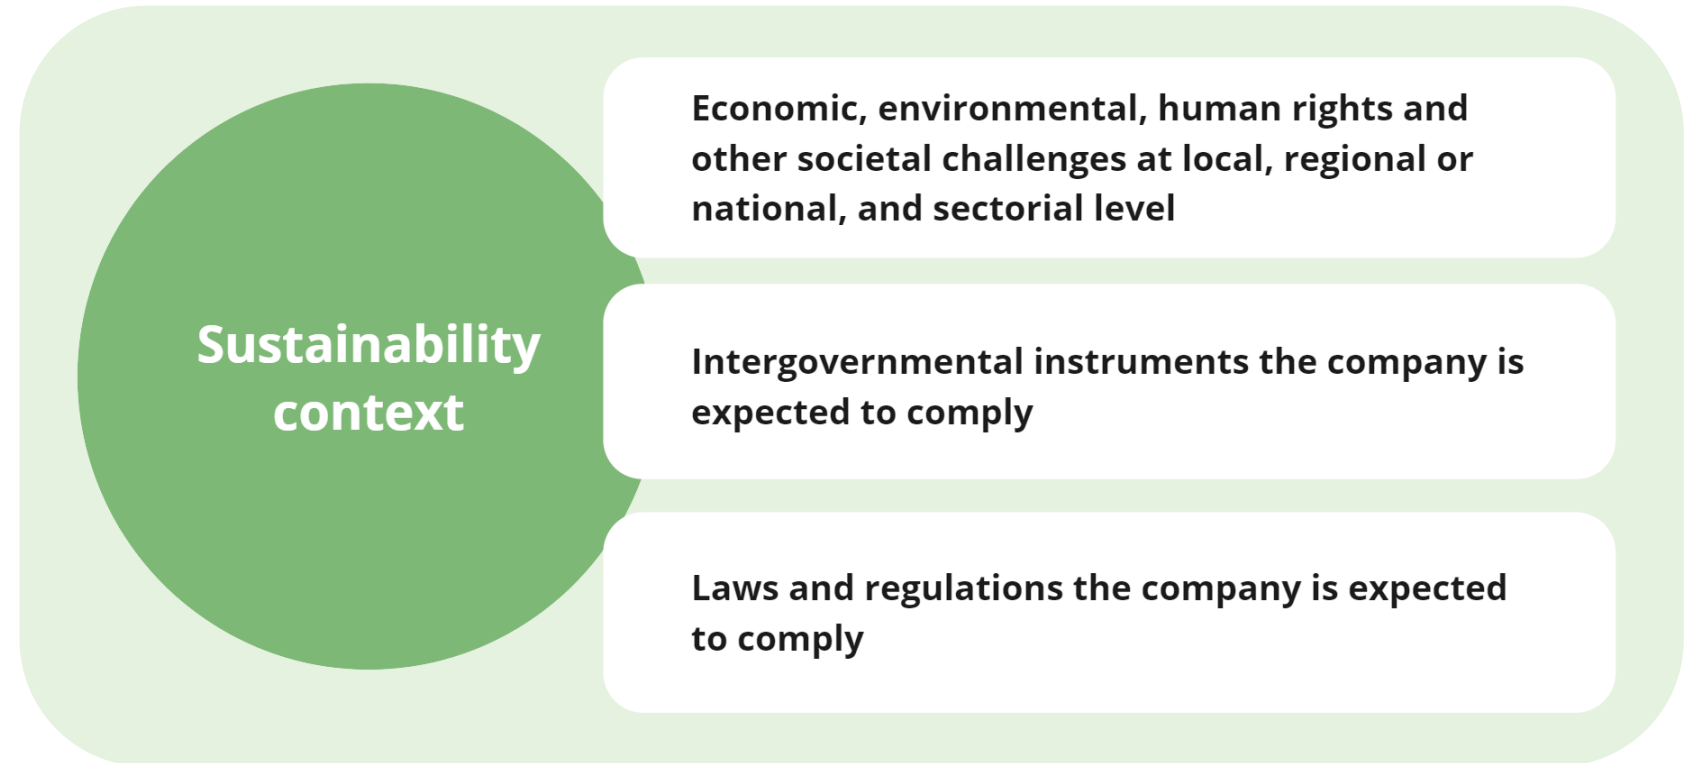 Sustainability
context
Economic, environmental, human rights and
other societal challenges at local, regional or
national, and sectorial level
Intergovernmental instruments the company is
expected to comply
Laws and regulations the company is expected
to comply